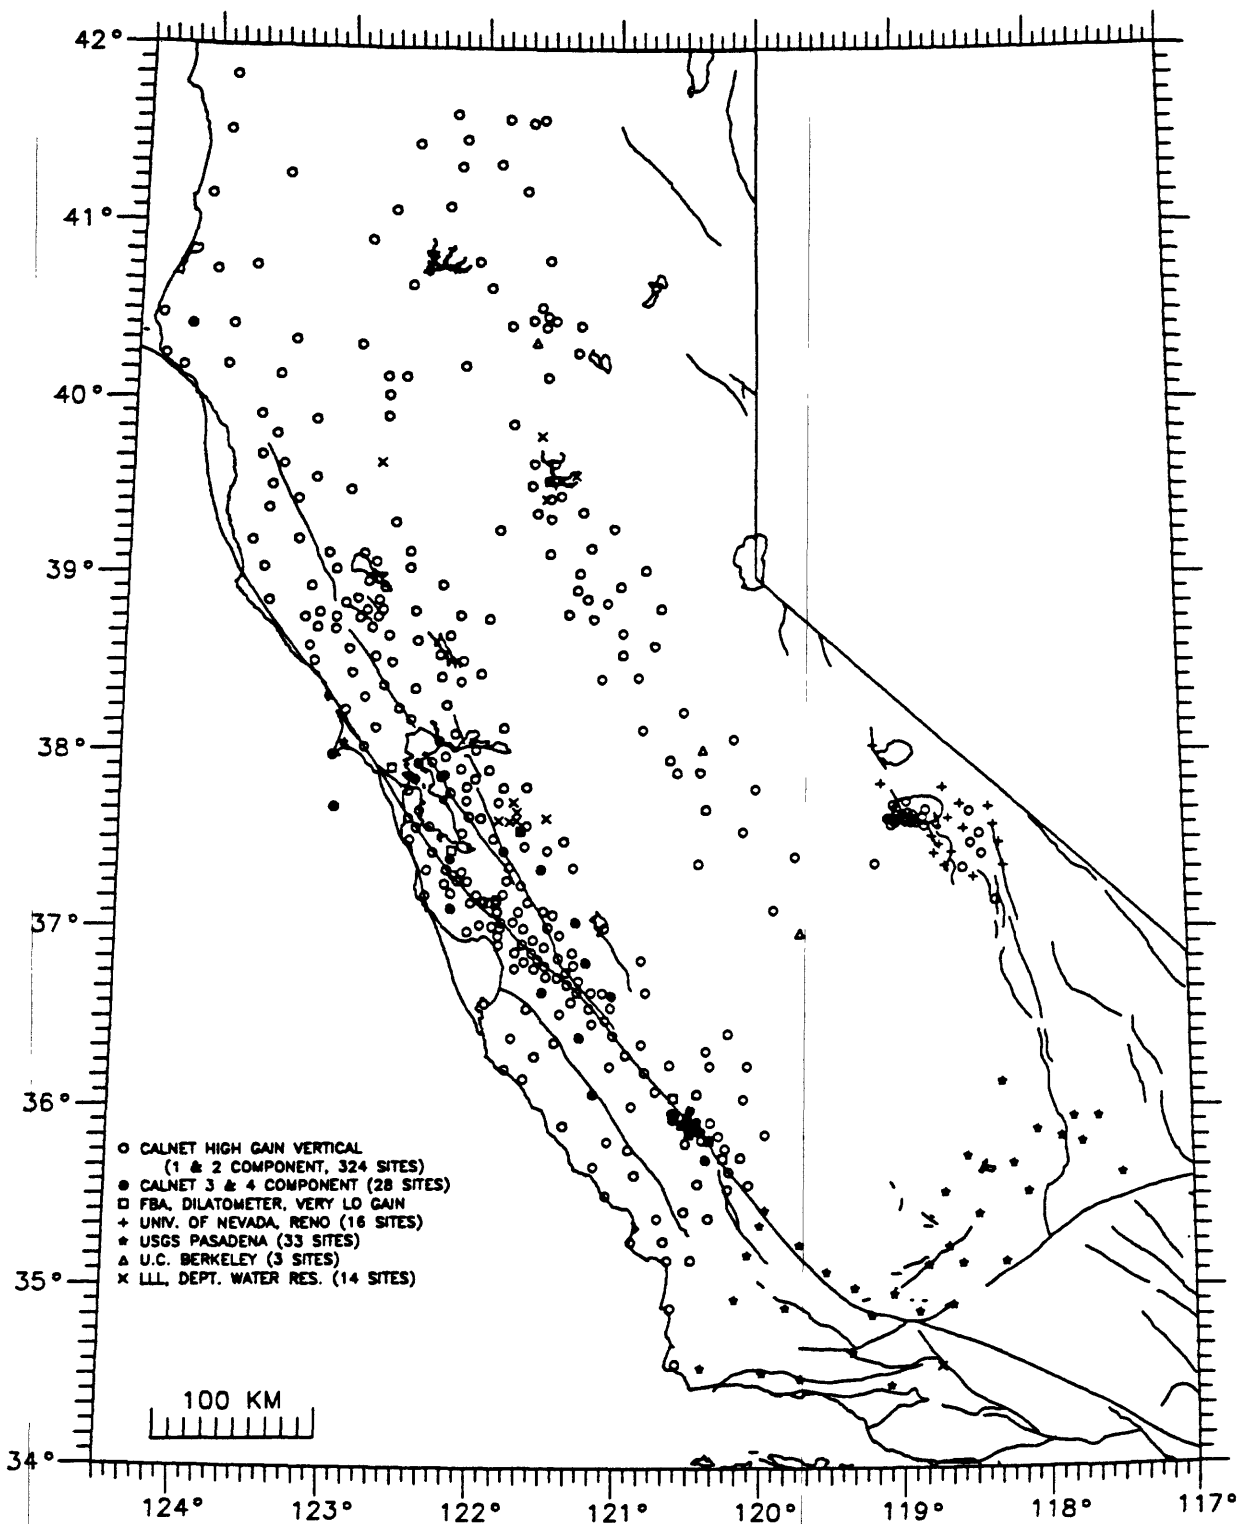 42°
41°
40°
39°
38°
37°
36°
35°
34°
○ CALNET HIGH GAIN VERTICAL
(1 & 2 COMPONENT, 324 SITES)
● CALNET 3 & 4 COMPONENT (28 SITES)
□ FBA, DILATOMETER, VERY LO GAIN
+ UNIV. OF NEVADA, RENO (16 SITES)
★ USGS PASADENA (33 SITES)
△ U.C. BERKELEY (3 SITES)
× LLL, DEPT. WATER RES. (14 SITES)
100 KM
124° 123° 122° 121° 120° 119° 118° 117°